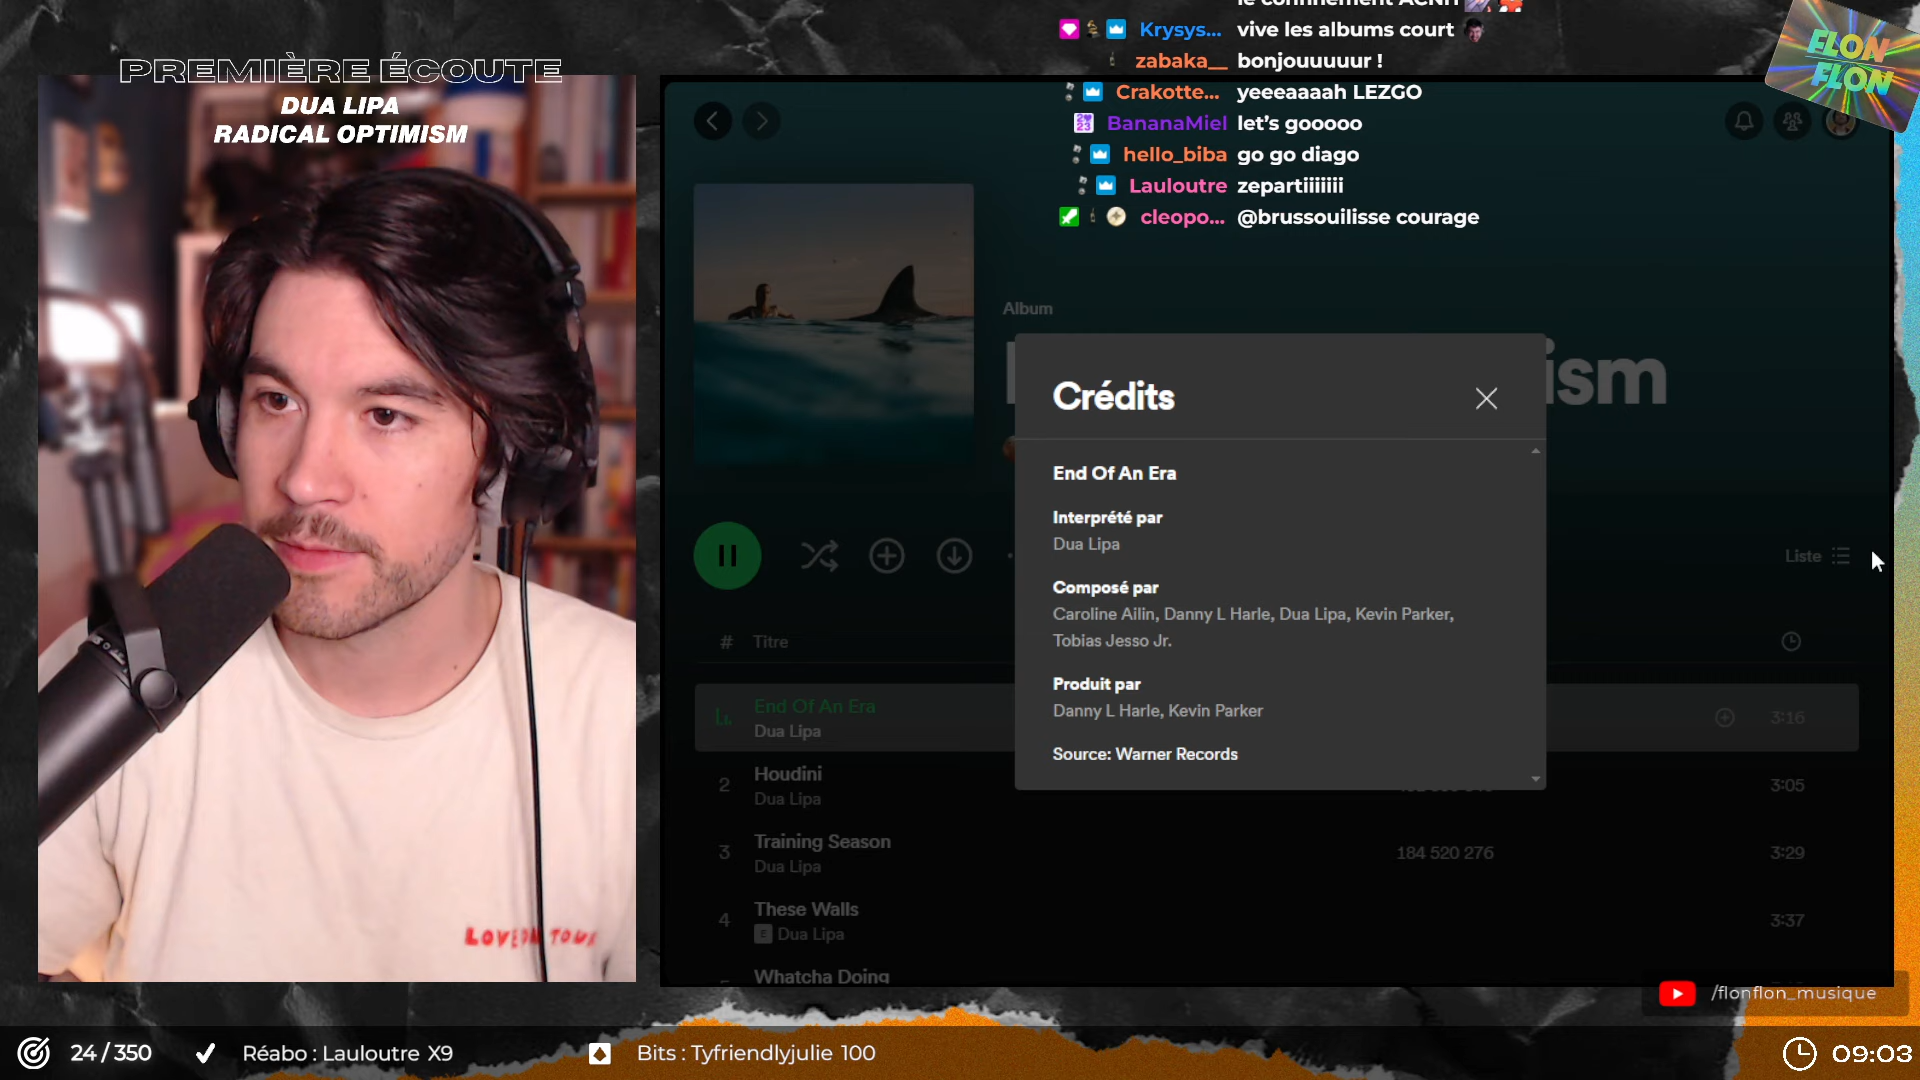 PREMIÈRE ÉCOUTE
DUA LIPA
RADICAL OPTIMISM
Krysys... vive les albums court
zabaka__ bonjouuuuur !
Crakotte... yeeeaaaah LEZGO
BananaMiel let's gooooo
hello_biba go go diago
Lauloutre zepartiiiiiii
cleopo... @brussouilisse courage
FLON
FLON
Album
ism
Crédits
End Of An Era
Interprété par
Dua Lipa
Composé par
Caroline Ailin, Danny L Harle, Dua Lipa, Kevin Parker,
Tobias Jesso Jr.
Produit par
Danny L Harle, Kevin Parker
Source: Warner Records
Liste
# Titre
End Of An Era
Dua Lipa
3:16
2 Houdini
Dua Lipa
3:05
3 Training Season
Dua Lipa
184 520 276
3:29
4 These Walls
E Dua Lipa
3:37
Whatcha Doing
/flonflon_musique
24 / 350
Réabo : Lauloutre X9
Bits : Tyfriendlyjulie 100
09:03